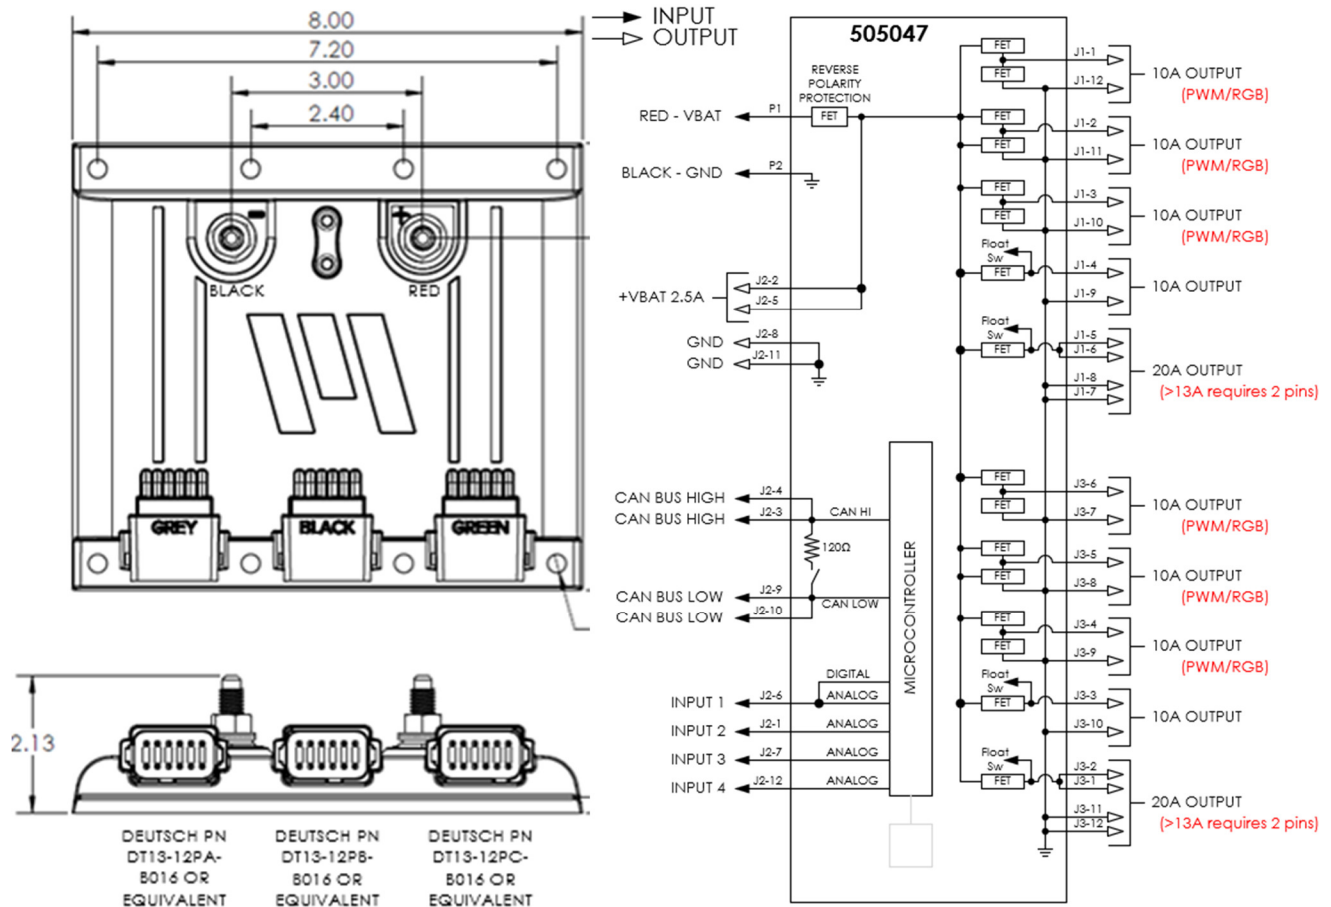 8.00
7.20
3.00
2.40
BLACK
RED
GREY
BLACK
GREEN
2.13
DEUTSCH PN
DT13-12PA-
B016 OR
EQUIVALENT
DEUTSCH PN
DT13-12PB-
B016 OR
EQUIVALENT
DEUTSCH PN
DT13-12PC-
B016 OR
EQUIVALENT
INPUT
OUTPUT
505047
REVERSE
POLARITY
PROTECTION
RED - VBAT
P1
FET
BLACK - GND
P2
+VBAT 2.5A
J2-2
J2-5
GND
J2-8
GND
J2-11
CAN BUS HIGH
J2-4
CAN BUS HIGH
J2-3
CAN HI
120Ω
CAN BUS LOW
J2-9
CAN LOW
CAN BUS LOW
J2-10
MICROCONTROLLER
DIGITAL
INPUT 1
J2-6
ANALOG
INPUT 2
J2-1
ANALOG
INPUT 3
J2-7
ANALOG
INPUT 4
J2-12
ANALOG
FET
FET
J1-1
J1-12
10A OUTPUT
(PWM/RGB)
FET
FET
J1-2
J1-11
10A OUTPUT
(PWM/RGB)
FET
FET
J1-3
J1-10
10A OUTPUT
(PWM/RGB)
Float
Sw
FET
J1-4
J1-9
10A OUTPUT
Float
Sw
FET
J1-5
J1-6
J1-8
J1-7
20A OUTPUT
(>13A requires 2 pins)
FET
FET
J3-6
J3-7
10A OUTPUT
(PWM/RGB)
FET
FET
J3-5
J3-8
10A OUTPUT
(PWM/RGB)
FET
FET
J3-4
J3-9
10A OUTPUT
(PWM/RGB)
Float
Sw
FET
J3-3
J3-10
10A OUTPUT
Float
Sw
FET
J3-2
J3-1
J3-11
J3-12
20A OUTPUT
(>13A requires 2 pins)